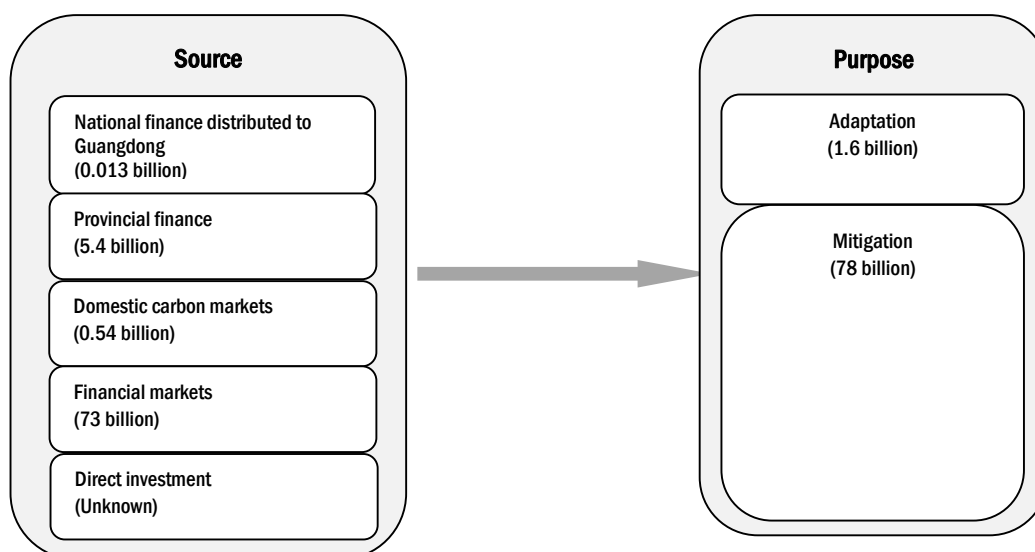 Source
National finance distributed to
Guangdong
(0.013 billion)
Provincial finance
(5.4 billion)
Domestic carbon markets
(0.54 billion)
Financial markets
(73 billion)
Direct investment
(Unknown)
Purpose
Adaptation
(1.6 billion)
Mitigation
(78 billion)